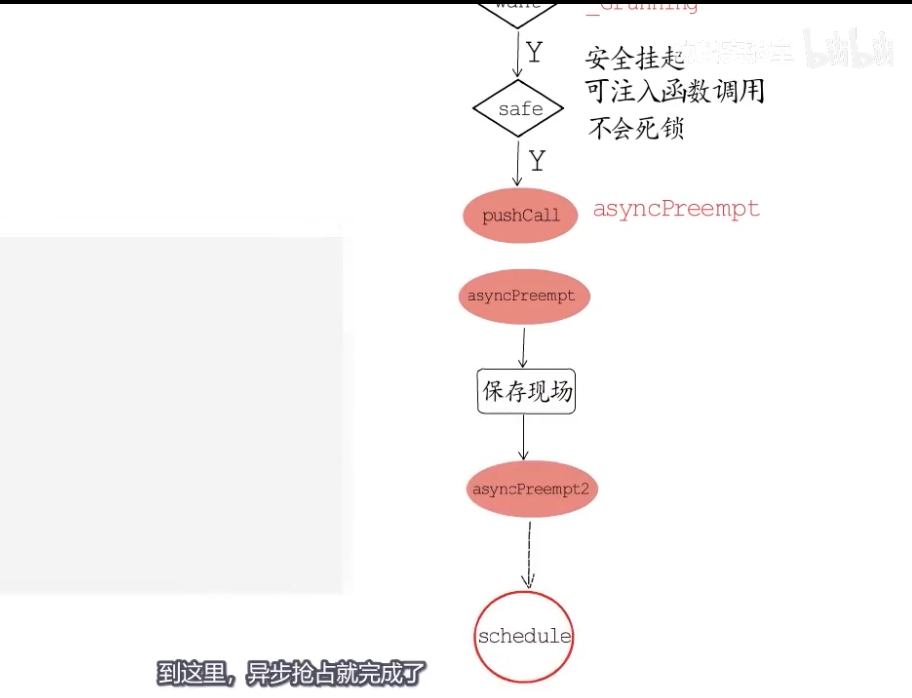 _Grunning
Y
安全挂起
可注入函数调用
safe
不会死锁
Y
pushCall
asyncPreempt
asyncPreempt
保存现场
asyncPreempt2
schedule
到这里，异步抢占就完成了